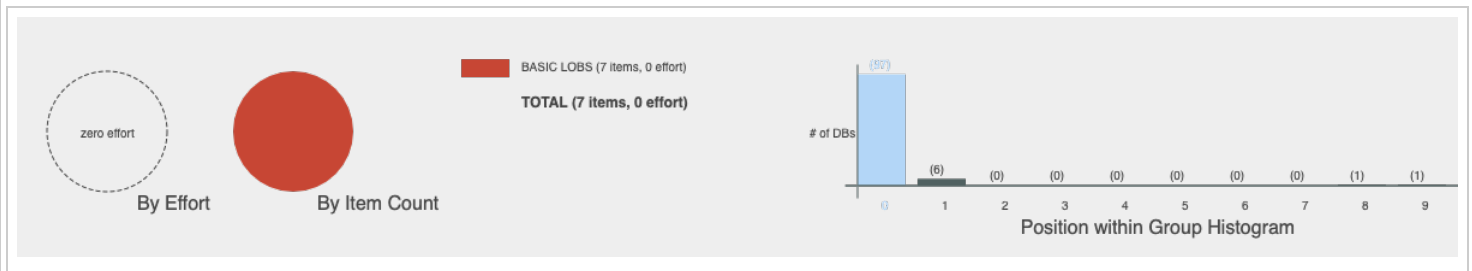 zero effort
By Effort
By Item Count
BASIC LOBS (7 items, 0 effort)
TOTAL (7 items, 0 effort)
# of DBs
(97)
(6)
(0)
(0)
(0)
(0)
(0)
(0)
(1)
(1)
1
2
3
4
5
6
7
8
9
Position within Group Histogram